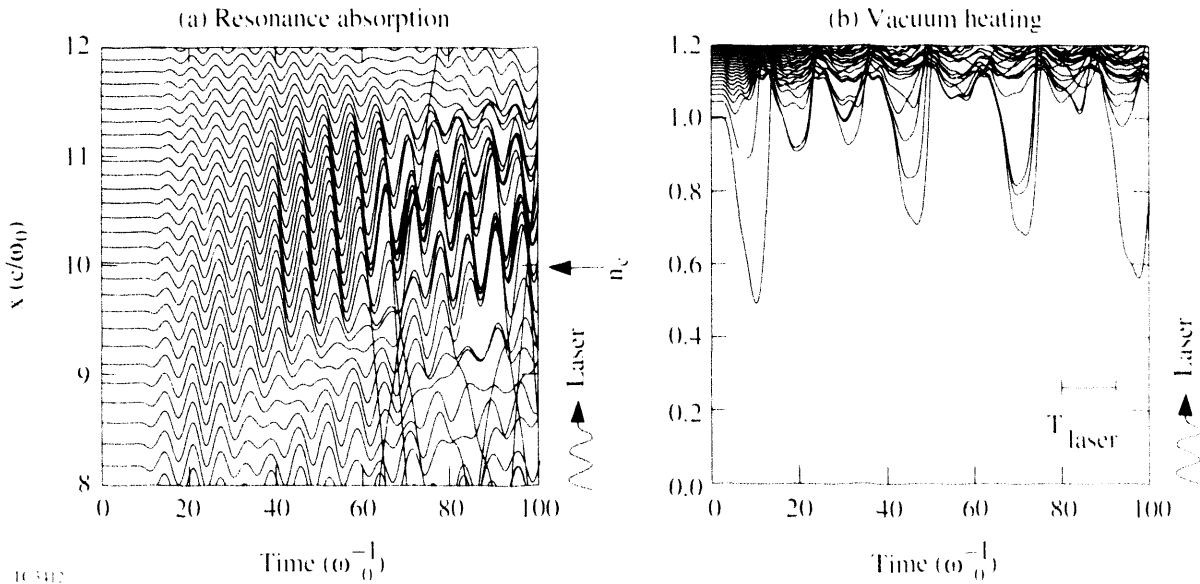 (a) Resonance absorption
(b) Vacuum heating
12
11
10
9
8
x (c/ω₀)
0 20 40 60 80 100
Time (ω₀⁻¹)
n_c
Laser
1.2
1.0
0.8
0.6
0.4
0.2
0.0
T laser
0 20 40 60 80 100
Time (ω₀⁻¹)
Laser